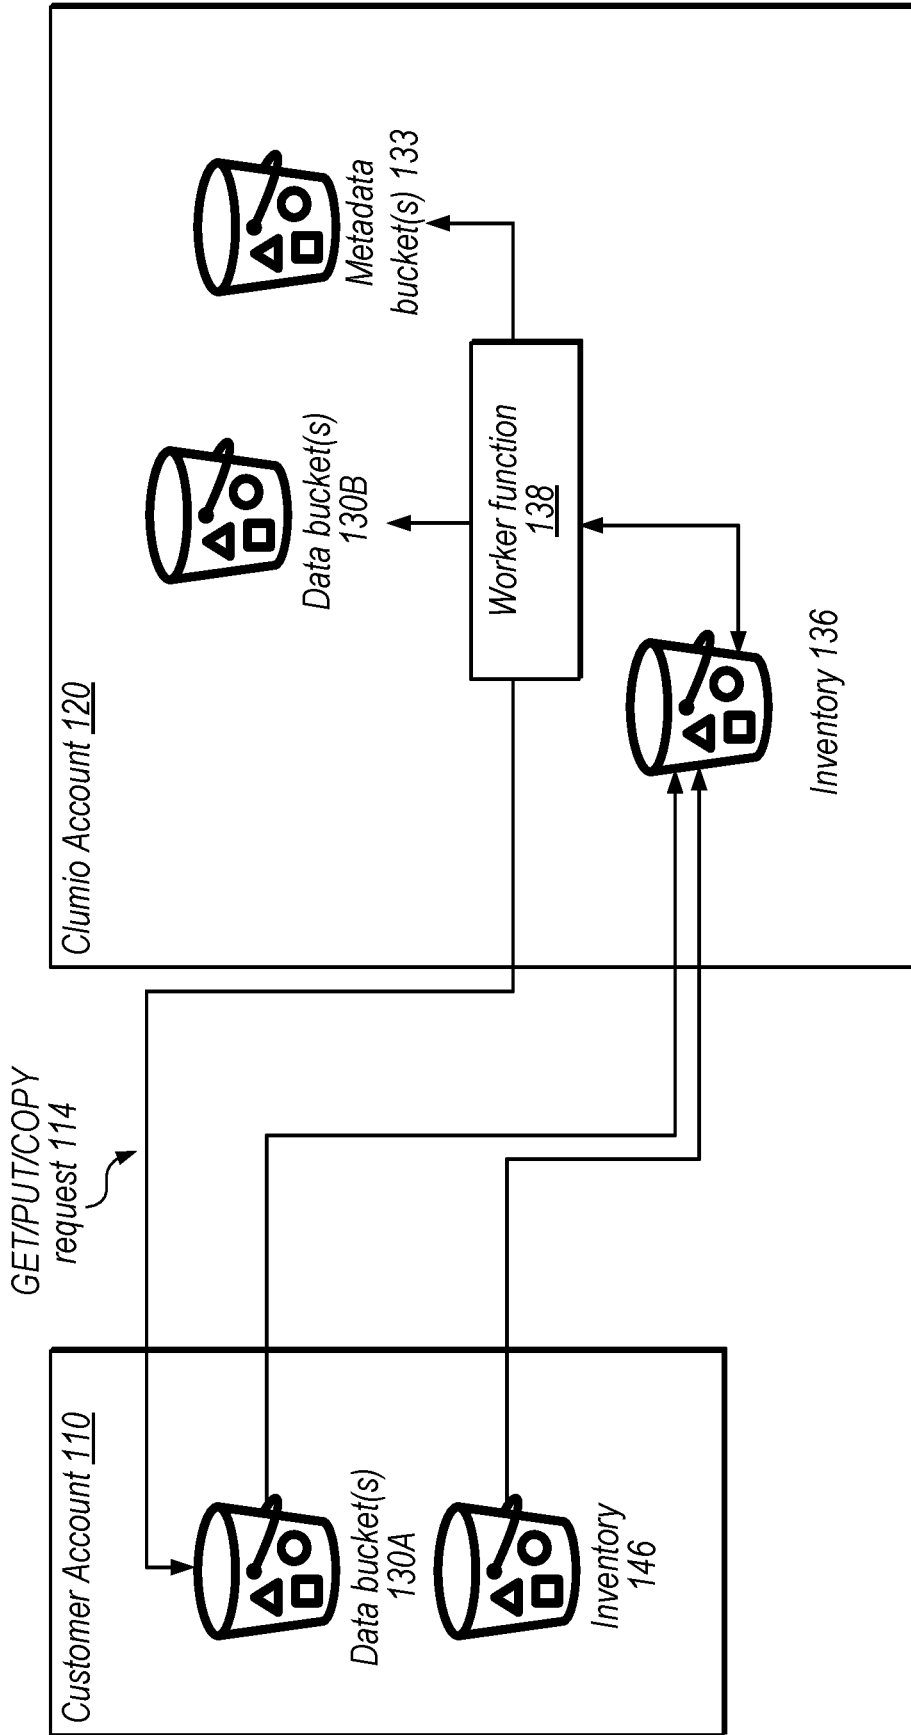 GET/PUT/COPY
request 114
Customer Account 110
Data bucket(s)
130A
Inventory
146
Clumio Account 120
Data bucket(s)
130B
Metadata
bucket(s) 133
Worker function
138
Inventory 136